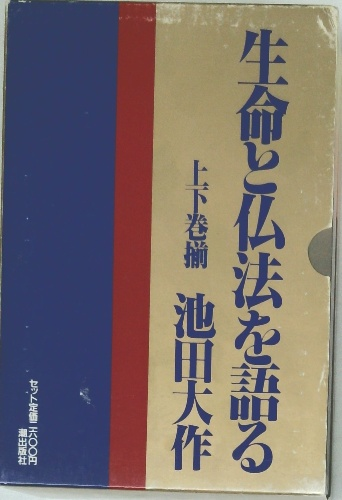 生命と仏法を語る
上下巻揃
池田大作
セット定価二六〇〇円
潮出版社